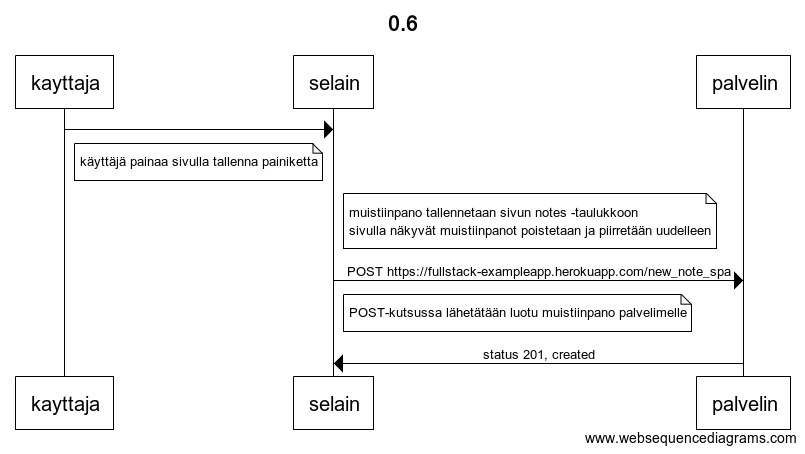 0.6
kayttaja
selain
palvelin
käyttäjä painaa sivulla tallenna painiketta
muistiinpano tallennetaan sivun notes -taulukkoon
sivulla näkyvät muistiinpanot poistetaan ja piirretään uudelleen
POST https://fullstack-exampleapp.herokuapp.com/new_note_spa
POST-kutsussa lähetätään luotu muistiinpano palvelimelle
status 201, created
kayttaja
selain
palvelin
www.websequencediagrams.com